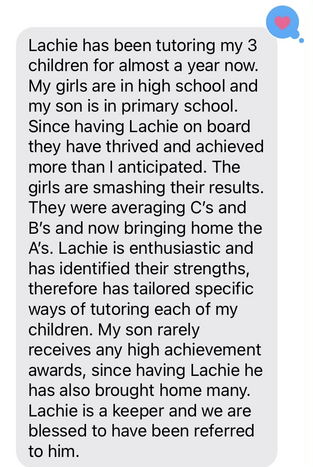 Lachie has been tutoring my 3
children for almost a year now.
My girls are in high school and
my son is in primary school.
Since having Lachie on board
they have thrived and achieved
more than I anticipated. The
girls are smashing their results.
They were averaging C’s and
B’s and now bringing home the
A’s. Lachie is enthusiastic and
has identified their strengths,
therefore has tailored specific
ways of tutoring each of my
children. My son rarely
receives any high achievement
awards, since having Lachie he
has also brought home many.
Lachie is a keeper and we are
blessed to have been referred
to him.